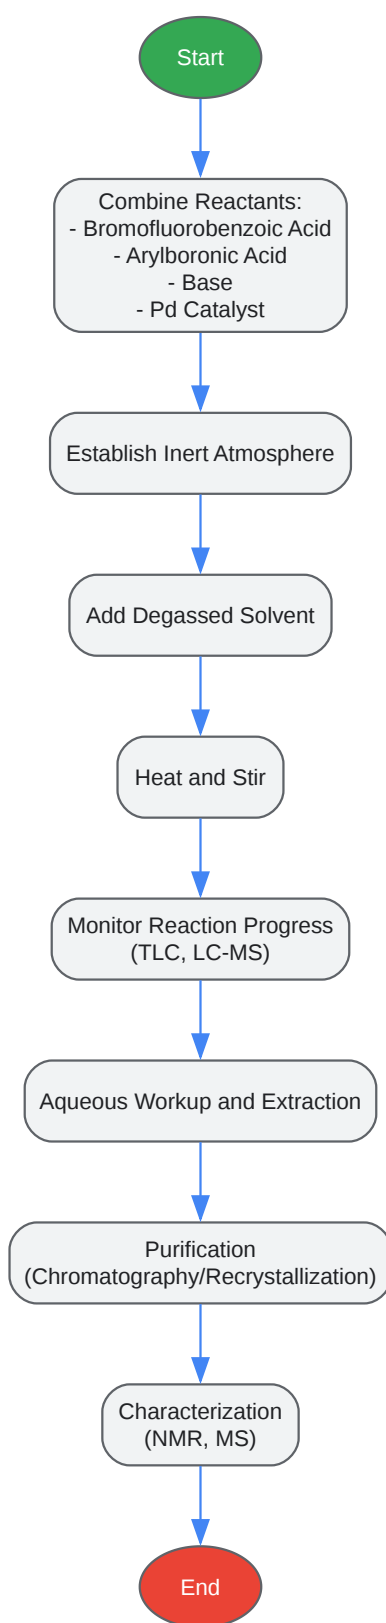 Start
Combine Reactants:
- Bromofluorobenzoic Acid
- Arylboronic Acid
- Base
- Pd Catalyst
Establish Inert Atmosphere
Add Degassed Solvent
Heat and Stir
Monitor Reaction Progress
(TLC, LC-MS)
Aqueous Workup and Extraction
Purification
(Chromatography/Recrystallization)
Characterization
(NMR, MS)
End